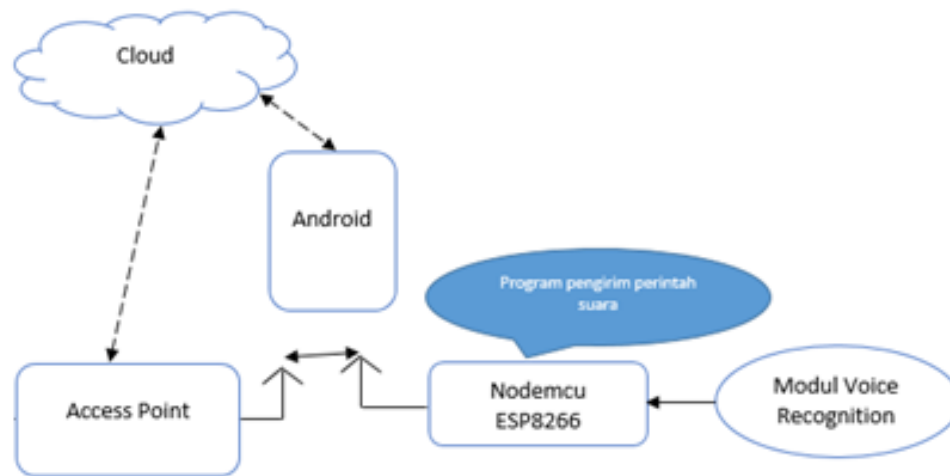 Cloud
Android
Program pengirim perintah
suara
Access Point
Nodemcu
ESP8266
Modul Voice
Recognition